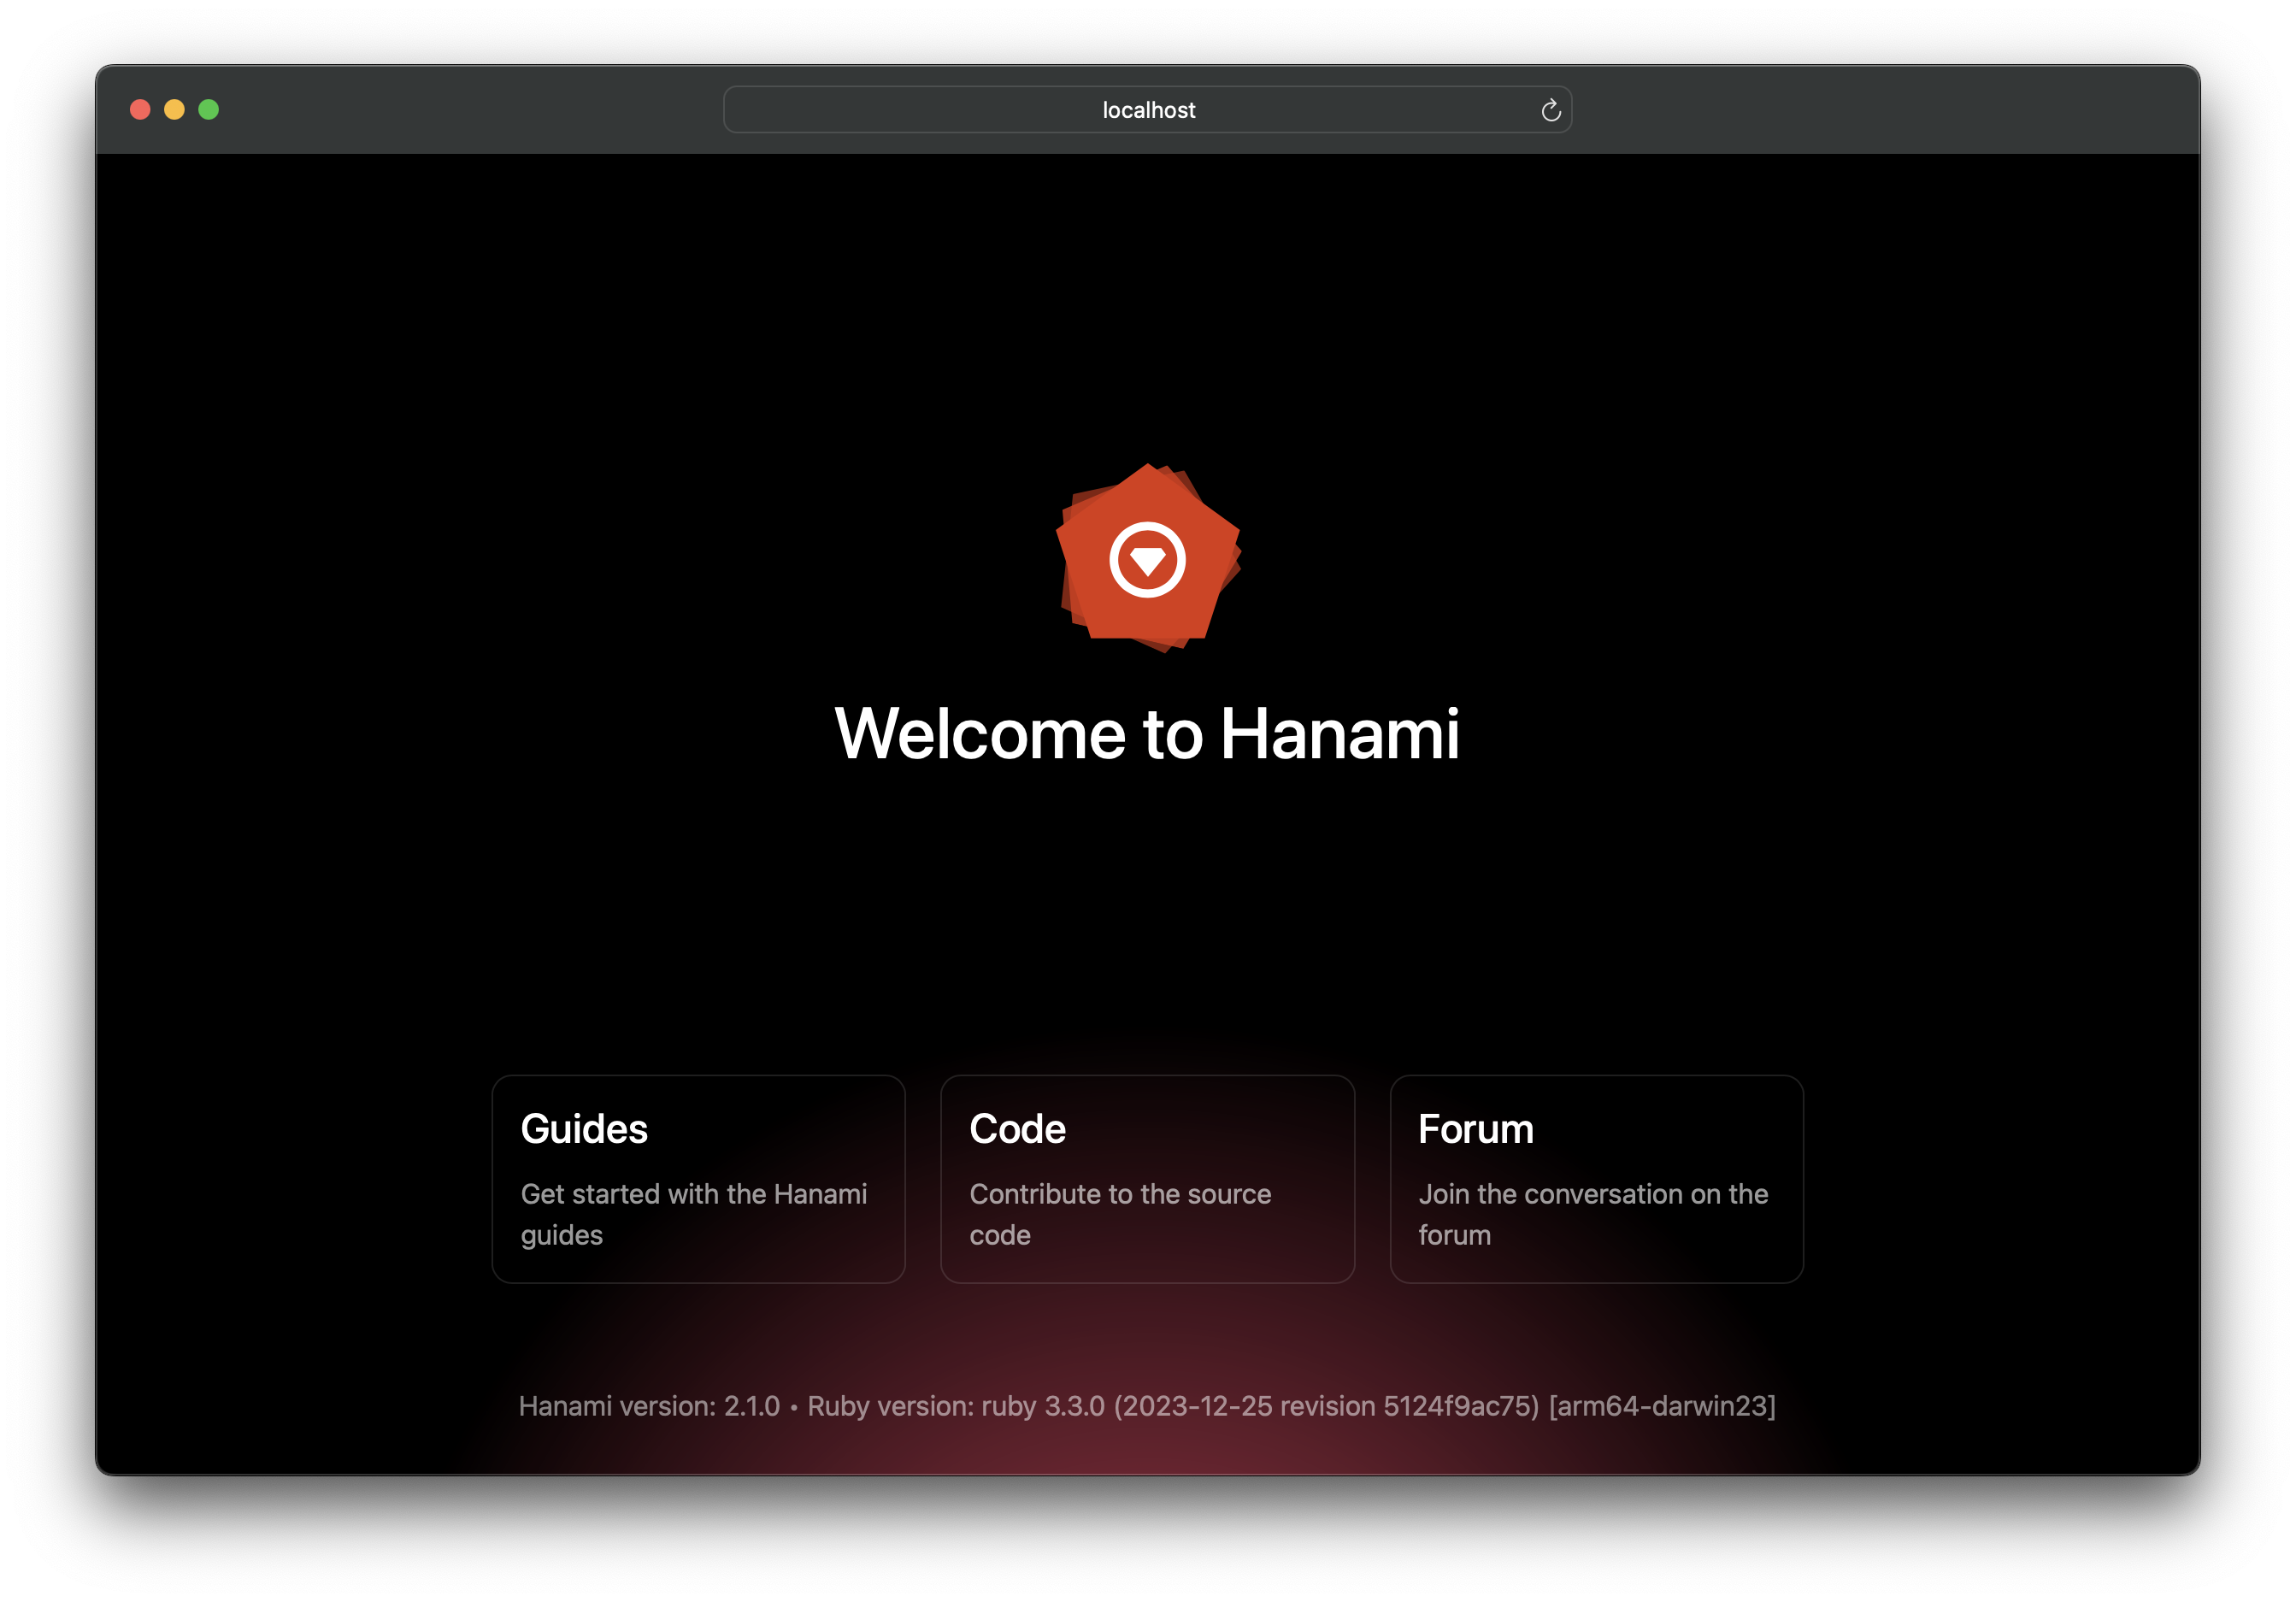 localhost
Welcome to Hanami
Guides
Get started with the Hanami
guides
Code
Contribute to the source
code
Forum
Join the conversation on the
forum
Hanami version: 2.1.0 • Ruby version: ruby 3.3.0 (2023-12-25 revision 5124f9ac75) [arm64-darwin23]